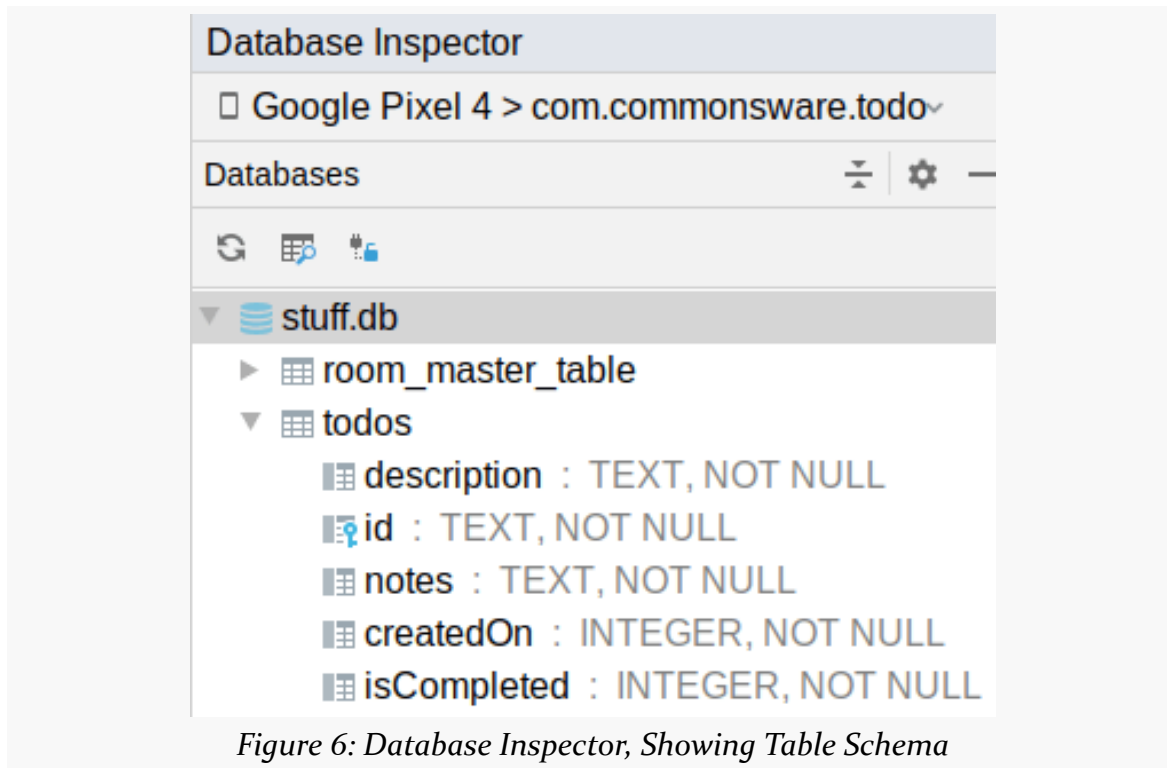 Database Inspector
Google Pixel 4 > com.commonsware.todo
Databases
stuff.db
room_master_table
todos
description : TEXT, NOT NULL
id : TEXT, NOT NULL
notes : TEXT, NOT NULL
createdOn : INTEGER, NOT NULL
isCompleted : INTEGER, NOT NULL
Figure 6: Database Inspector, Showing Table Schema